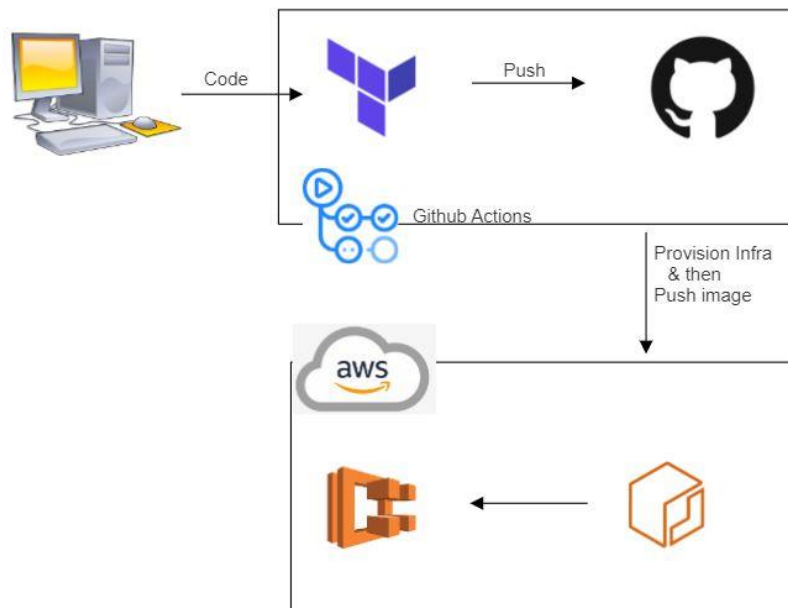 Code
Push
Github Actions
Provision Infra
& then
Push image
aws